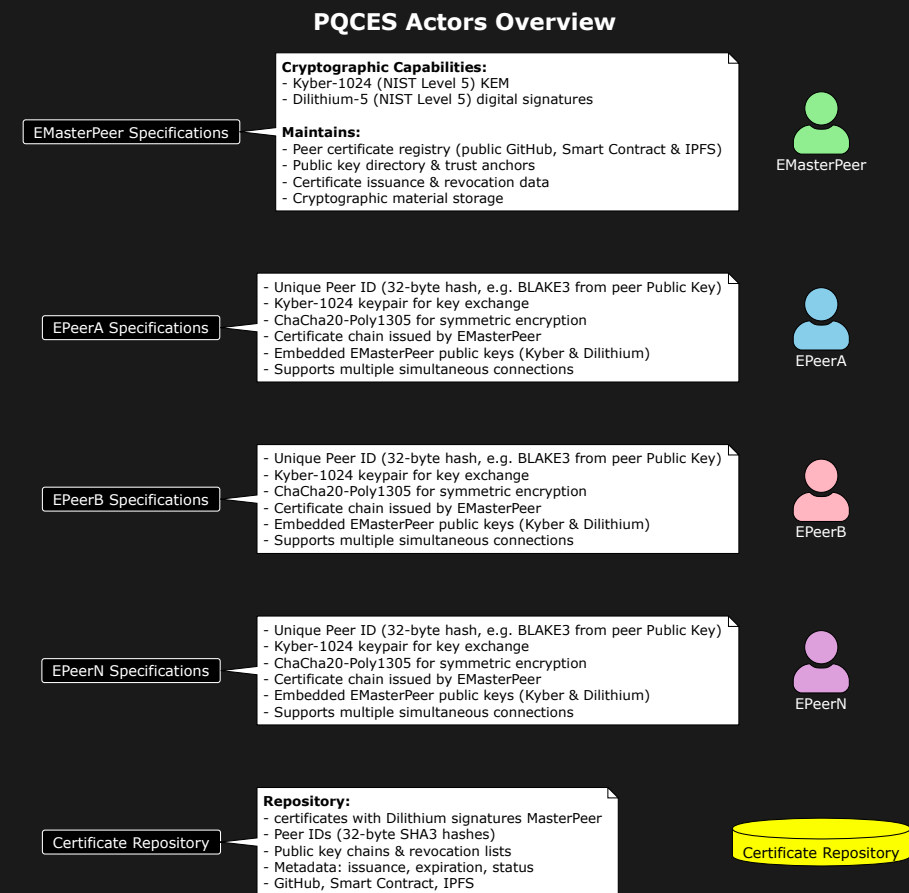 PQCES Actors Overview
EMasterPeer Specifications
Cryptographic Capabilities:
- Kyber-1024 (NIST Level 5) KEM
- Dilithium-5 (NIST Level 5) digital signatures
Maintains:
- Peer certificate registry (public GitHub, Smart Contract & IPFS)
- Public key directory & trust anchors
- Certificate issuance & revocation data
- Cryptographic material storage
EMasterPeer
EPeerA Specifications
- Unique Peer ID (32-byte hash, e.g. BLAKE3 from peer Public Key)
- Kyber-1024 keypair for key exchange
- ChaCha20-Poly1305 for symmetric encryption
- Certificate chain issued by EMasterPeer
- Embedded EMasterPeer public keys (Kyber & Dilithium)
- Supports multiple simultaneous connections
EPeerA
EPeerB Specifications
- Unique Peer ID (32-byte hash, e.g. BLAKE3 from peer Public Key)
- Kyber-1024 keypair for key exchange
- ChaCha20-Poly1305 for symmetric encryption
- Certificate chain issued by EMasterPeer
- Embedded EMasterPeer public keys (Kyber & Dilithium)
- Supports multiple simultaneous connections
EPeerB
EPeerN Specifications
- Unique Peer ID (32-byte hash, e.g. BLAKE3 from peer Public Key)
- Kyber-1024 keypair for key exchange
- ChaCha20-Poly1305 for symmetric encryption
- Certificate chain issued by EMasterPeer
- Embedded EMasterPeer public keys (Kyber & Dilithium)
- Supports multiple simultaneous connections
EPeerN
Certificate Repository
Repository:
- certificates with Dilithium signatures MasterPeer
- Peer IDs (32-byte SHA3 hashes)
- Public key chains & revocation lists
- Metadata: issuance, expiration, status
- GitHub, Smart Contract, IPFS
Certificate Repository